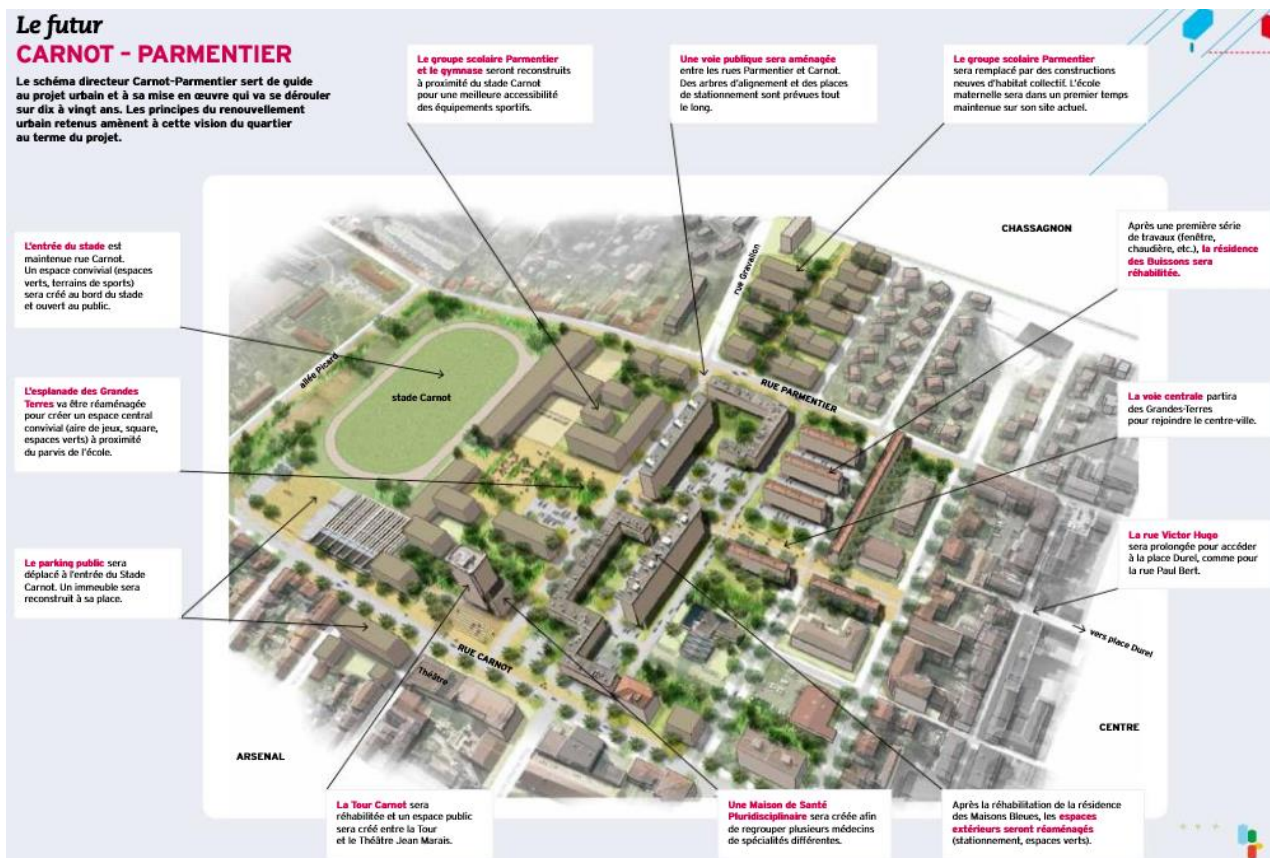 Le futur
CARNOT - PARMENTIER
Le schéma directeur Carnot-Parmentier sert de guide
au projet urbain et à sa mise en œuvre qui va se dérouler
sur dix à vingt ans. Les principes du renouvellement
urbain retenus amènent à cette vision du quartier
au terme du projet.
Le groupe scolaire Parmentier
et le gymnase seront reconstruits
à proximité du stade Carnot
pour une meilleure accessibilité
des équipements sportifs.
Une voie publique sera aménagée
entre les rues Parmentier et Carnot.
Des arbres d'alignement et des places
de stationnement sont prévues tout
le long.
Le groupe scolaire Parmentier
sera remplacé par des constructions
neuves d'habitat collectif. L'école
maternelle sera dans un premier temps
maintenue sur son site actuel.
CHASSAGNON
Après une première série
de travaux (fenêtre,
chaudière, etc.), la résidence
des Buissons sera
réhabilitée.
L'entrée du stade est
maintenue rue Carnot.
Un espace convivial (espaces
verts, terrains de sports)
sera créé au bord du stade
et ouvert au public.
rue Gravallon
allée Picard
stade Carnot
RUE PARMENTIER
L'esplanade des Grandes
Terres va être réaménagée
pour créer un espace central
convivial (aire de jeux, square,
espaces verts) à proximité
du parvis de l'école.
La voie centrale partira
des Grandes-Terres
pour rejoindre le centre-ville.
Le parking public sera
déplacé à l'entrée du Stade
Carnot. Un immeuble sera
reconstruit à sa place.
La rue Victor Hugo
sera prolongée pour accéder
à la place Durel, comme pour
la rue Paul Bert.
vers place Durel
RUE CARNOT
Théâtre
ARSENAL
CENTRE
La Tour Carnot sera
réhabilitée et un espace public
sera créé entre la Tour
et le Théâtre Jean Marais.
Une Maison de Santé
Pluridisciplinaire sera créée afin
de regrouper plusieurs médecins
de spécialités différentes.
Après la réhabilitation de la résidence
des Maisons Bleues, les espaces
extérieurs seront réaménagés
(stationnement, espaces verts).